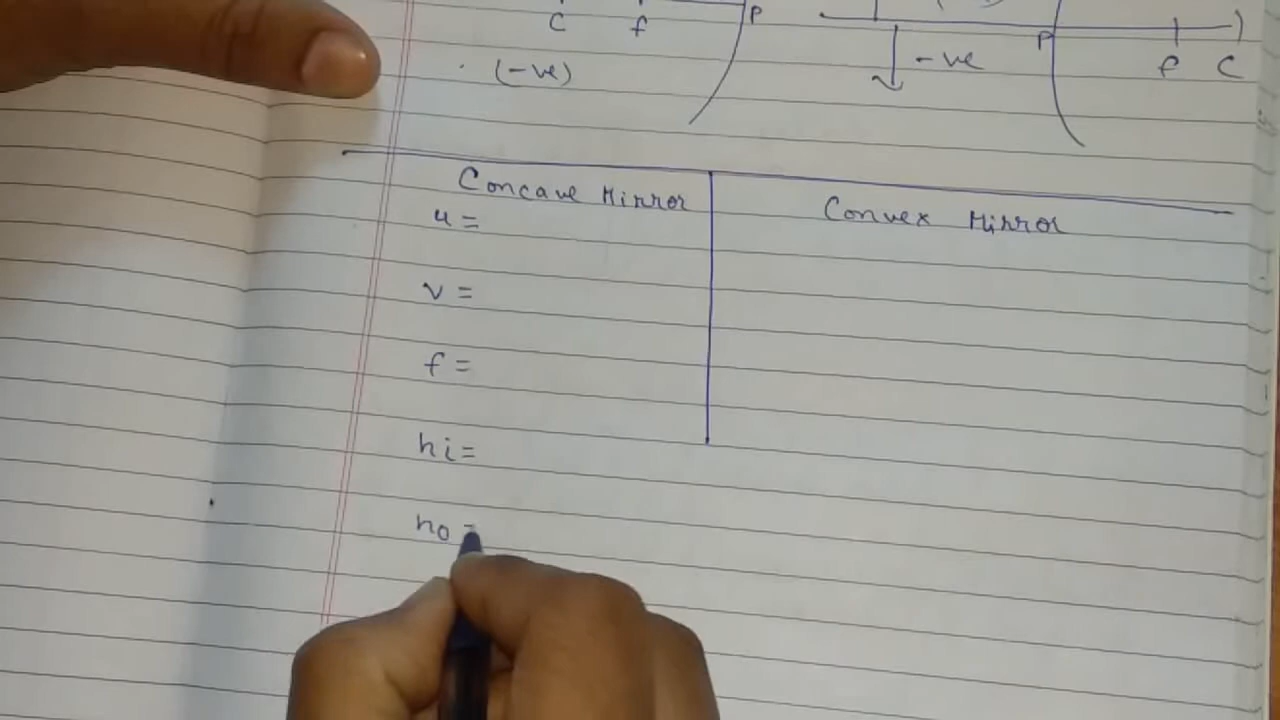 C f P
P f C
(-ve)
-ve
Concave Mirror
Convex Mirror
u =
v =
f =
hi=
ho =